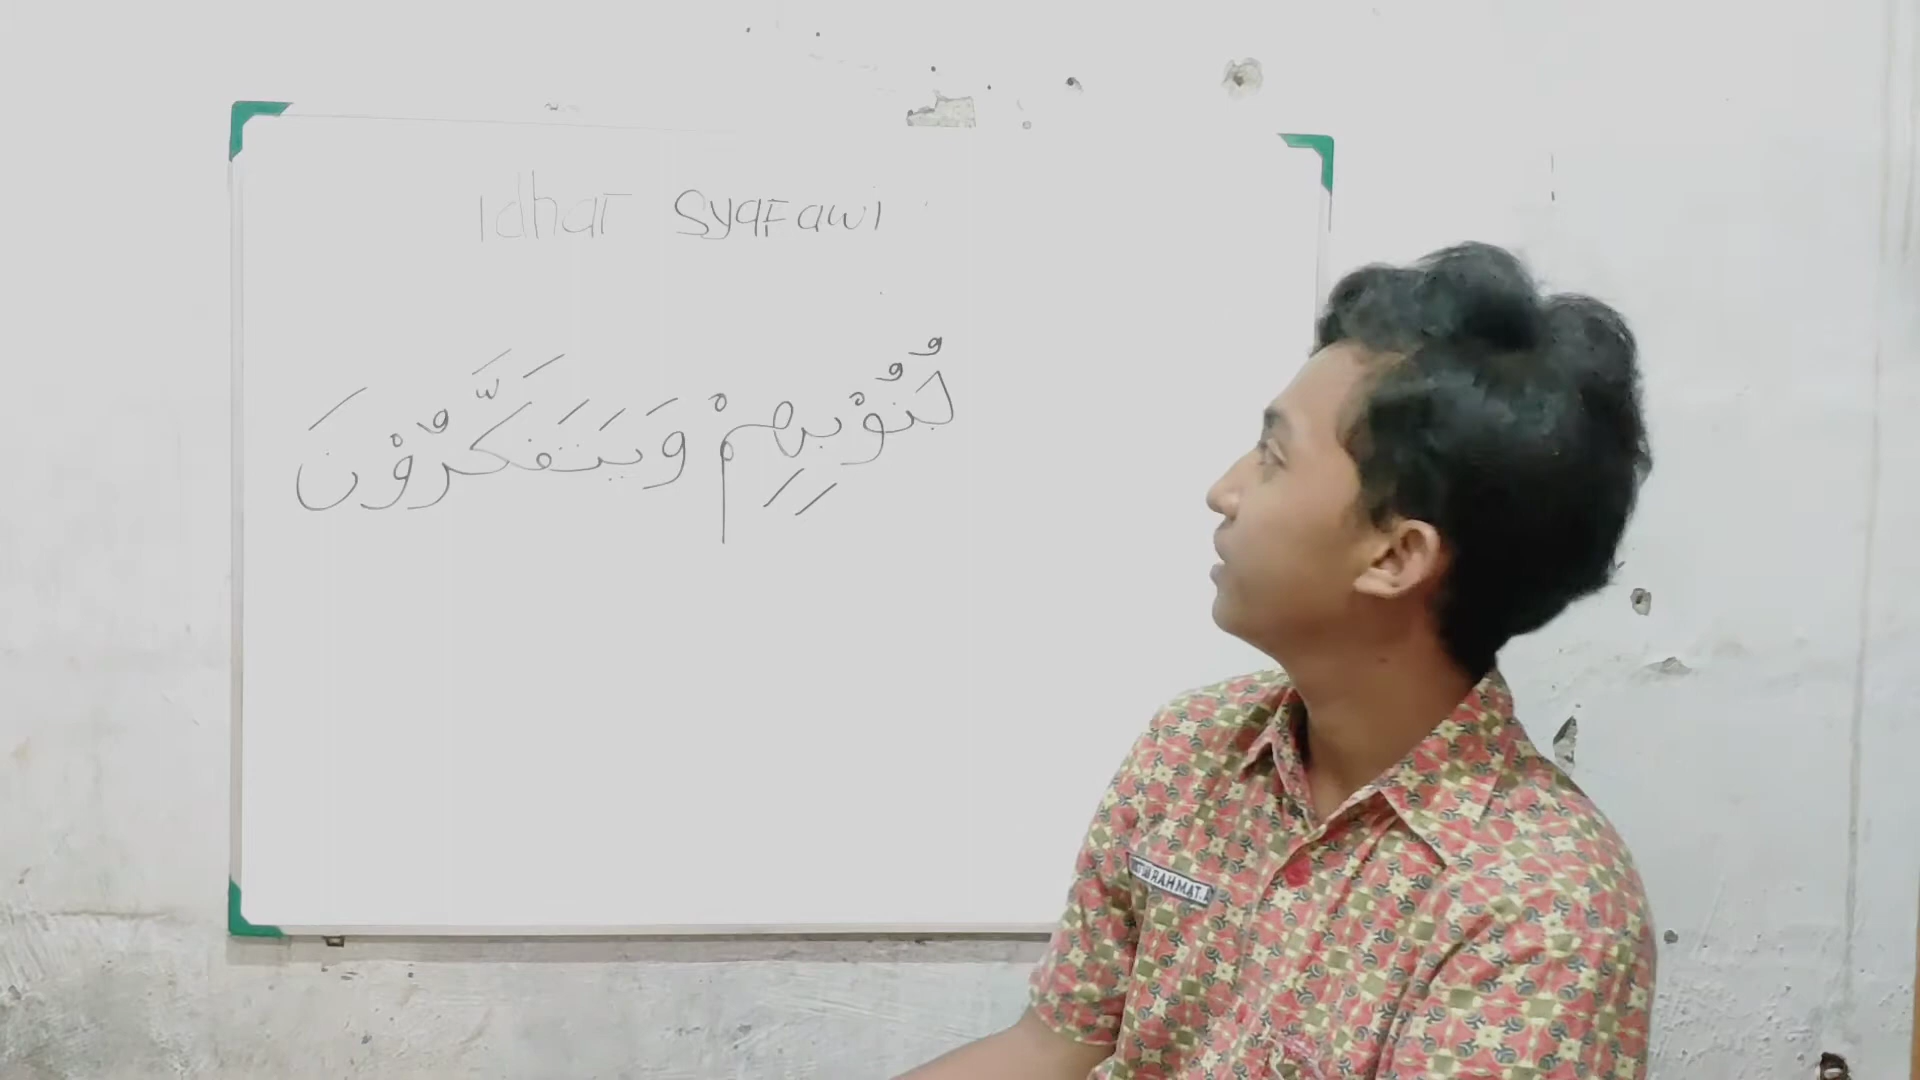 Idhar Syafawi
جُنُوْبِهِمْ وَيَتَفَكَّرُوْنَ
RAHMAT.